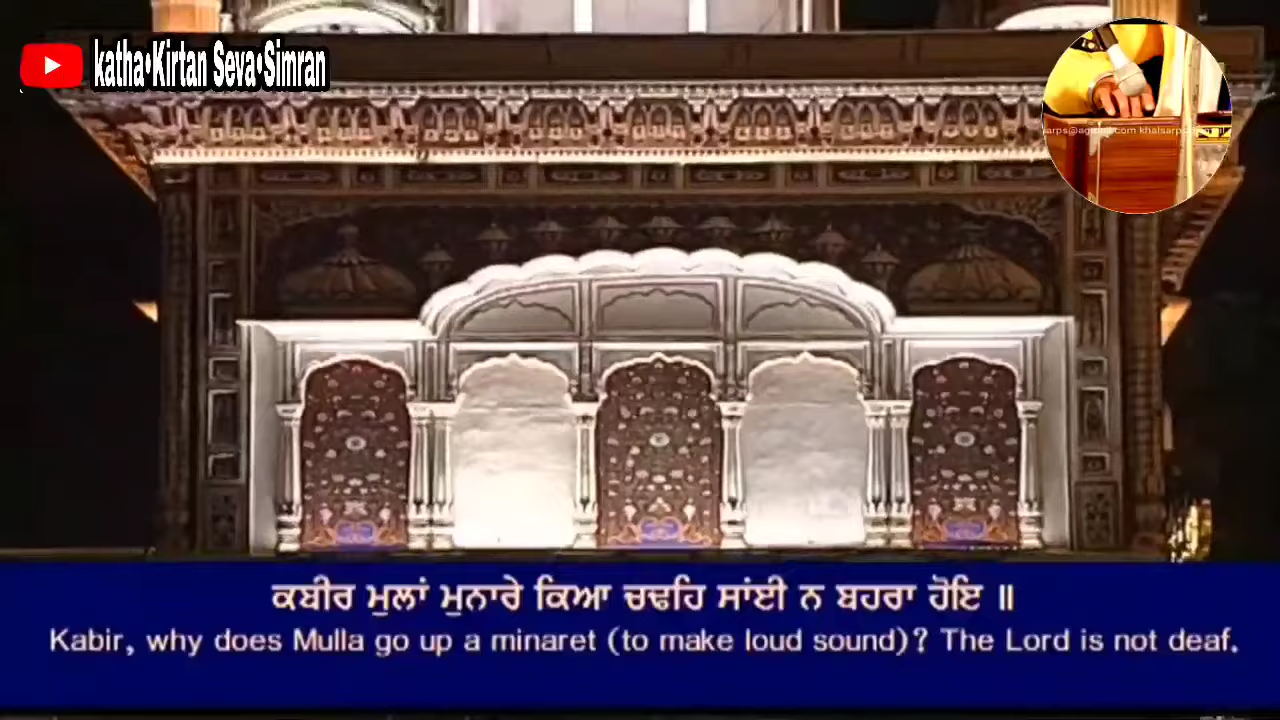 katha•Kirtan Seva•Simran
ਕਬੀਰ ਮੁਲਾਂ ਮੁਨਾਰੇ ਕਿਆ ਚਢਹਿ ਸਾਂਈ ਨ ਬਹਰਾ ਹੋਇ ॥
Kabir, why does Mulla go up a minaret (to make loud sound)? The Lord is not deaf.